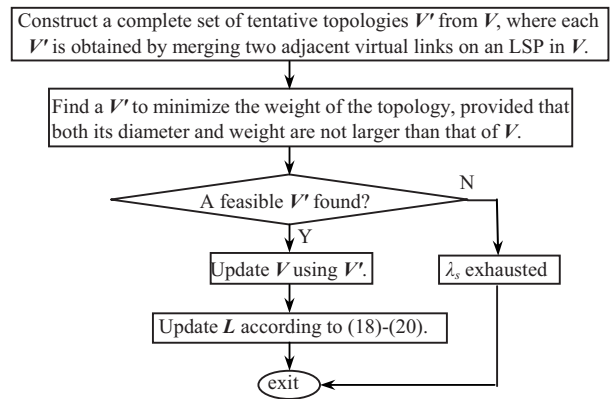 Construct a complete set of tentative topologies V' from V, where each
V' is obtained by merging two adjacent virtual links on an LSP in V.
Find a V' to minimize the weight of the topology, provided that
both its diameter and weight are not larger than that of V.
A feasible V' found?
N
Y
Update V using V'.
λs exhausted
Update L according to (18)-(20).
exit